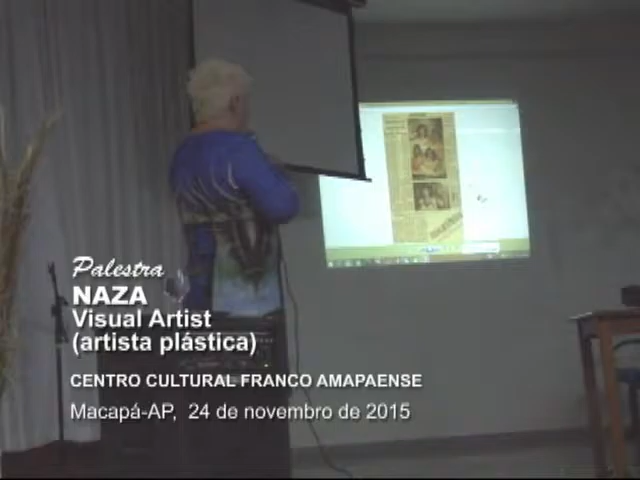 Palestra
NAZA
Visual Artist
(artista plástica)
CENTRO CULTURAL FRANCO AMAPAENSE
Macapá-AP, 24 de novembro de 2015